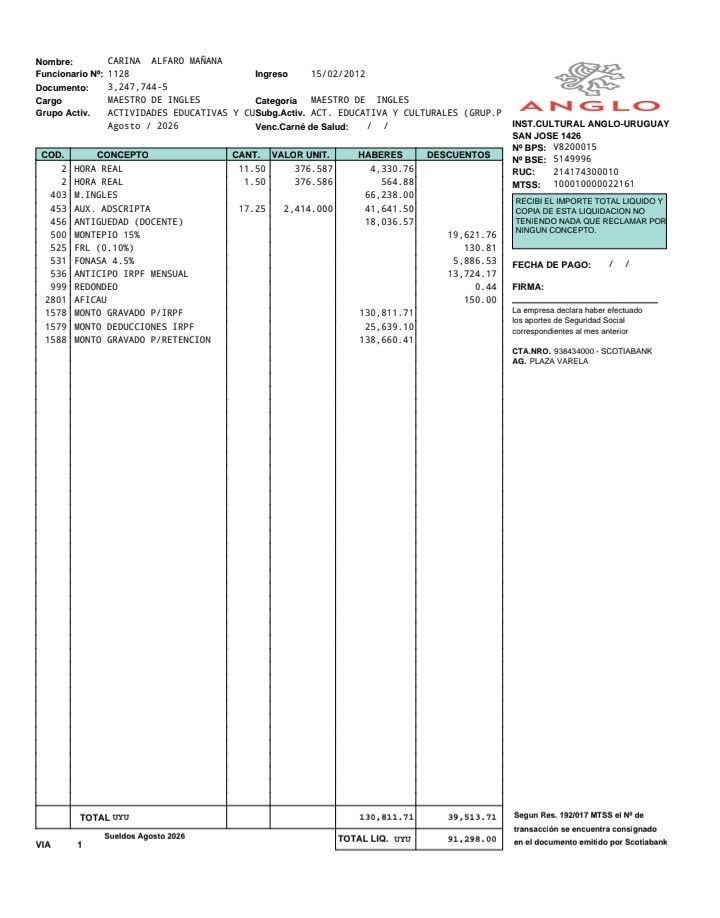 Nombre: CARINA ALFARO MAÑANA
Funcionario Nº: 1128 Ingreso 15/02/2012
Documento: 3,247,744-5
Cargo MAESTRO DE INGLES Categoría MAESTRO DE INGLES
Grupo Activ. ACTIVIDADES EDUCATIVAS Y CU Subg.Activ. ACT. EDUCATIVA Y CULTURALES (GRUP.P
Agosto / 2026 Venc.Carné de Salud: / /
ANGLO
INST.CULTURAL ANGLO-URUGUAY
SAN JOSE 1426
Nº BPS: V8200015
Nº BSE: 5149996
RUC: 214174300010
MTSS: 100010000022161
RECIBI EL IMPORTE TOTAL LIQUIDO Y
COPIA DE ESTA LIQUIDACION NO
TENIENDO NADA QUE RECLAMAR POR
NINGUN CONCEPTO.
FECHA DE PAGO: / /
FIRMA:
La empresa declara haber efectuado
los aportes de Seguridad Social
correspondientes al mes anterior
CTA.NRO. 938434000 - SCOTIABANK
AG. PLAZA VARELA
COD. CONCEPTO CANT. VALOR UNIT. HABERES DESCUENTOS
2 HORA REAL 11.50 376.587 4,330.76
2 HORA REAL 1.50 376.586 564.88
403 M.INGLES 66,238.00
453 AUX. ADSCRIPTA 17.25 2,414.000 41,641.50
456 ANTIGUEDAD (DOCENTE) 18,036.57
500 MONTEPIO 15% 19,621.76
525 FRL (0.10%) 130.81
531 FONASA 4.5% 5,886.53
536 ANTICIPO IRPF MENSUAL 13,724.17
999 REDONDEO 0.44
2801 AFICAU 150.00
1578 MONTO GRAVADO P/IRPF 130,811.71
1579 MONTO DEDUCCIONES IRPF 25,639.10
1588 MONTO GRAVADO P/RETENCION 138,660.41
TOTAL UYU 130,811.71 39,513.71
Sueldos Agosto 2026
TOTAL LIQ. UYU 91,298.00
VIA 1
Segun Res. 192/017 MTSS el Nº de
transacción se encuentra consignado
en el documento emitido por Scotiabank